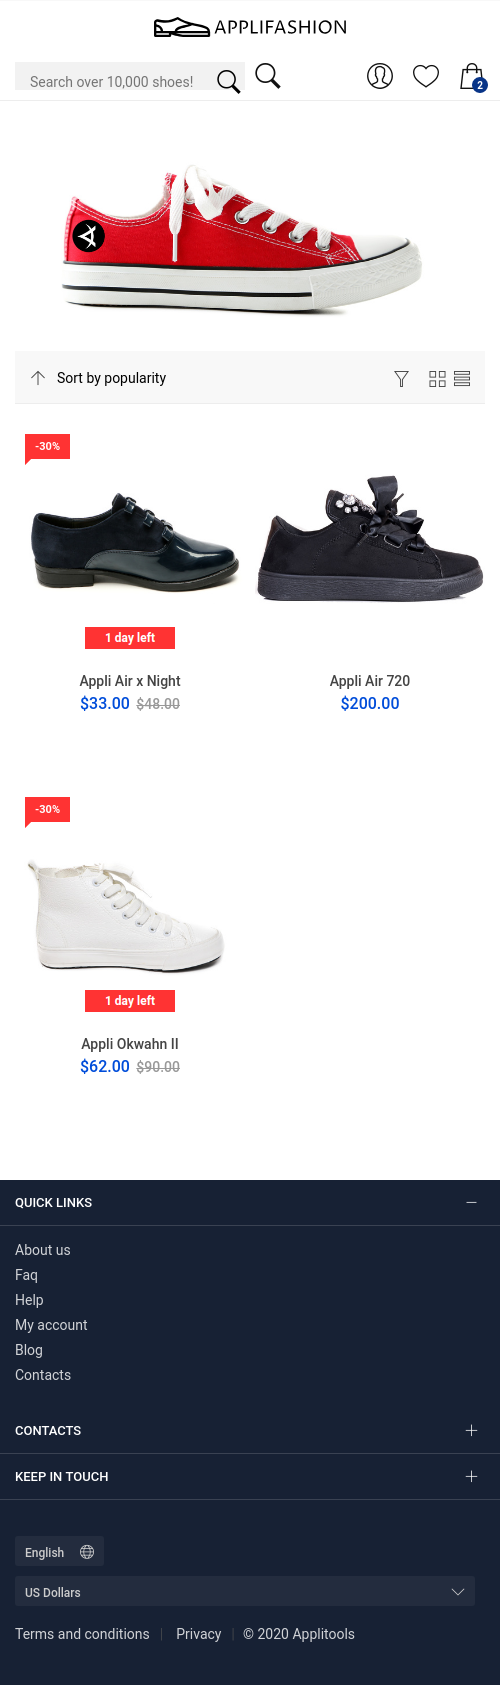 APPLIFASHION
Search over 10,000 shoes!
2
Sort by popularity
-30%
1 day left
Appli Air x Night
$33.00 $48.00
Appli Air 720
$200.00
-30%
1 day left
Appli Okwahn II
$62.00 $90.00
QUICK LINKS
About us
Faq
Help
My account
Blog
Contacts
CONTACTS
KEEP IN TOUCH
English
US Dollars
Terms and conditions Privacy © 2020 Applitools